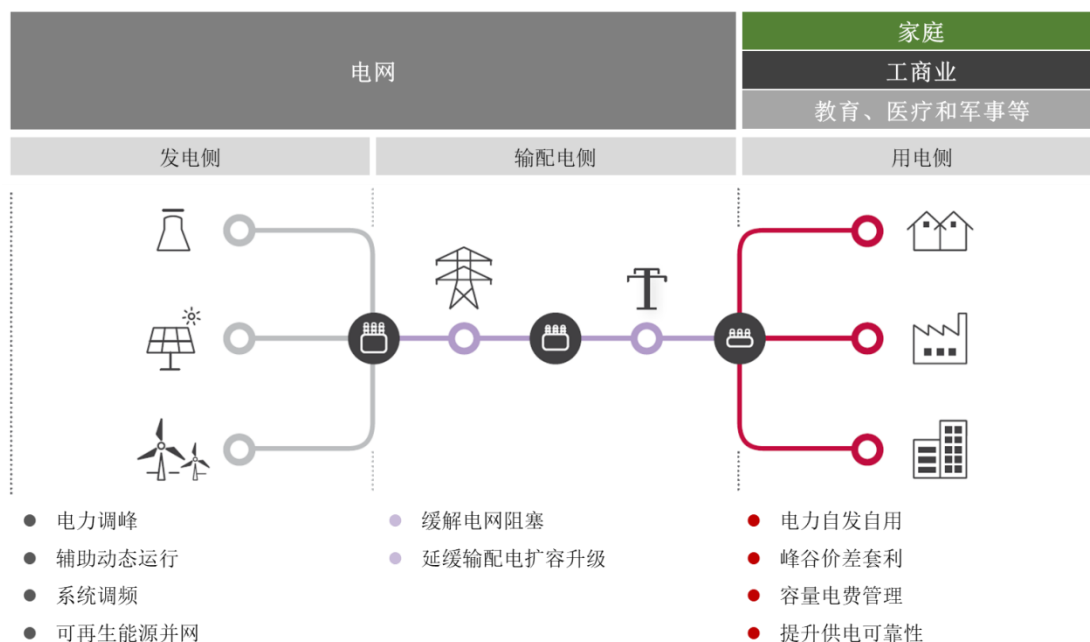 电网
家庭
工商业
教育、医疗和军事等
发电侧
输配电侧
用电侧
电力调峰
辅助动态运行
系统调频
可再生能源并网
缓解电网阻塞
延缓输配电扩容升级
电力自发自用
峰谷价差套利
容量电费管理
提升供电可靠性